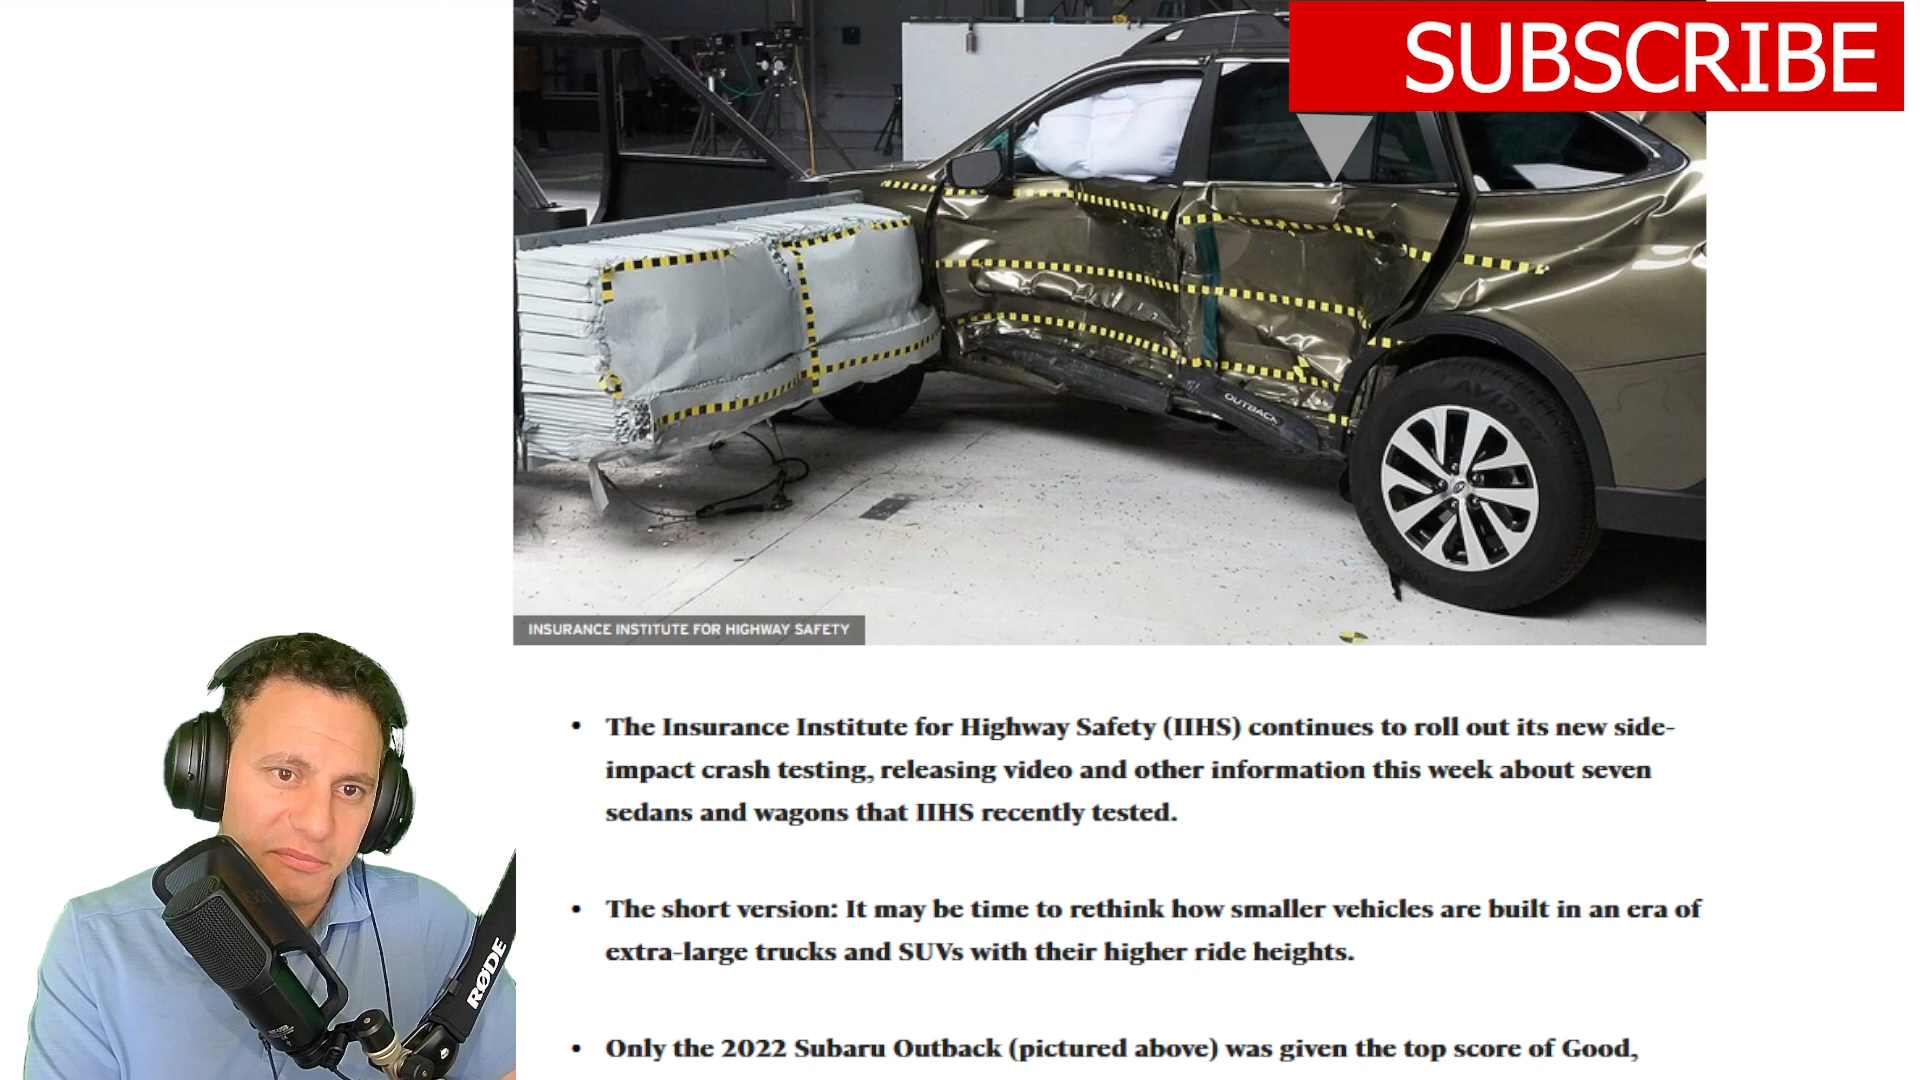 SUBSCRIBE
OUTBACK
INSURANCE INSTITUTE FOR HIGHWAY SAFETY
• The Insurance Institute for Highway Safety (IIHS) continues to roll out its new side-
impact crash testing, releasing video and other information this week about seven
sedans and wagons that IIHS recently tested.
• The short version: It may be time to rethink how smaller vehicles are built in an era of
extra-large trucks and SUVs with their higher ride heights.
RØDE
• Only the 2022 Subaru Outback (pictured above) was given the top score of Good,